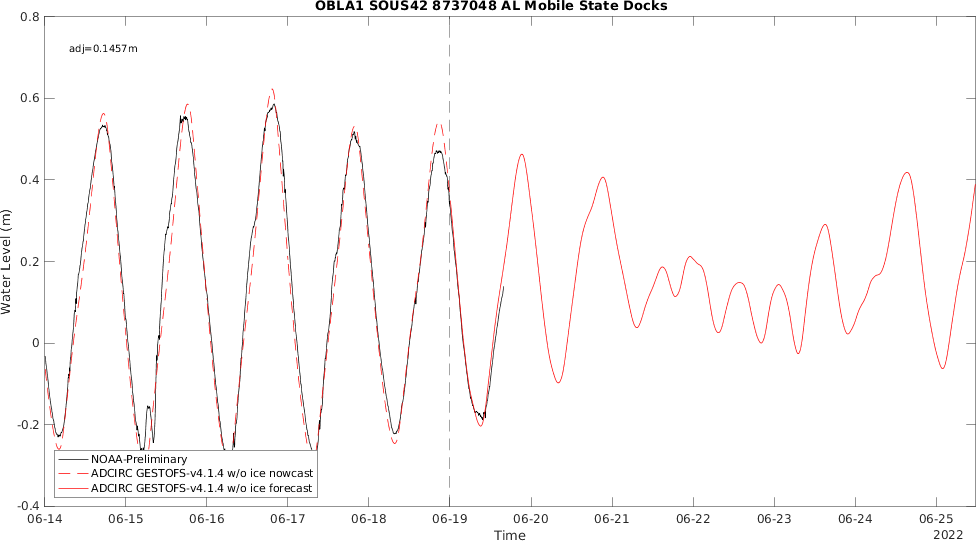 OBLA1 SOUS42 8737048 AL Mobile State Docks
0.8
adj=0.1457m
0.6
0.4
0.2
0
-0.2
-0.4
Water Level (m)
NOAA-Preliminary
ADCIRC GESTOFS-v4.1.4 w/o ice nowcast
ADCIRC GESTOFS-v4.1.4 w/o ice forecast
06-14 06-15 06-16 06-17 06-18 06-19 06-20 06-21 06-22 06-23 06-24 06-25
Time
2022